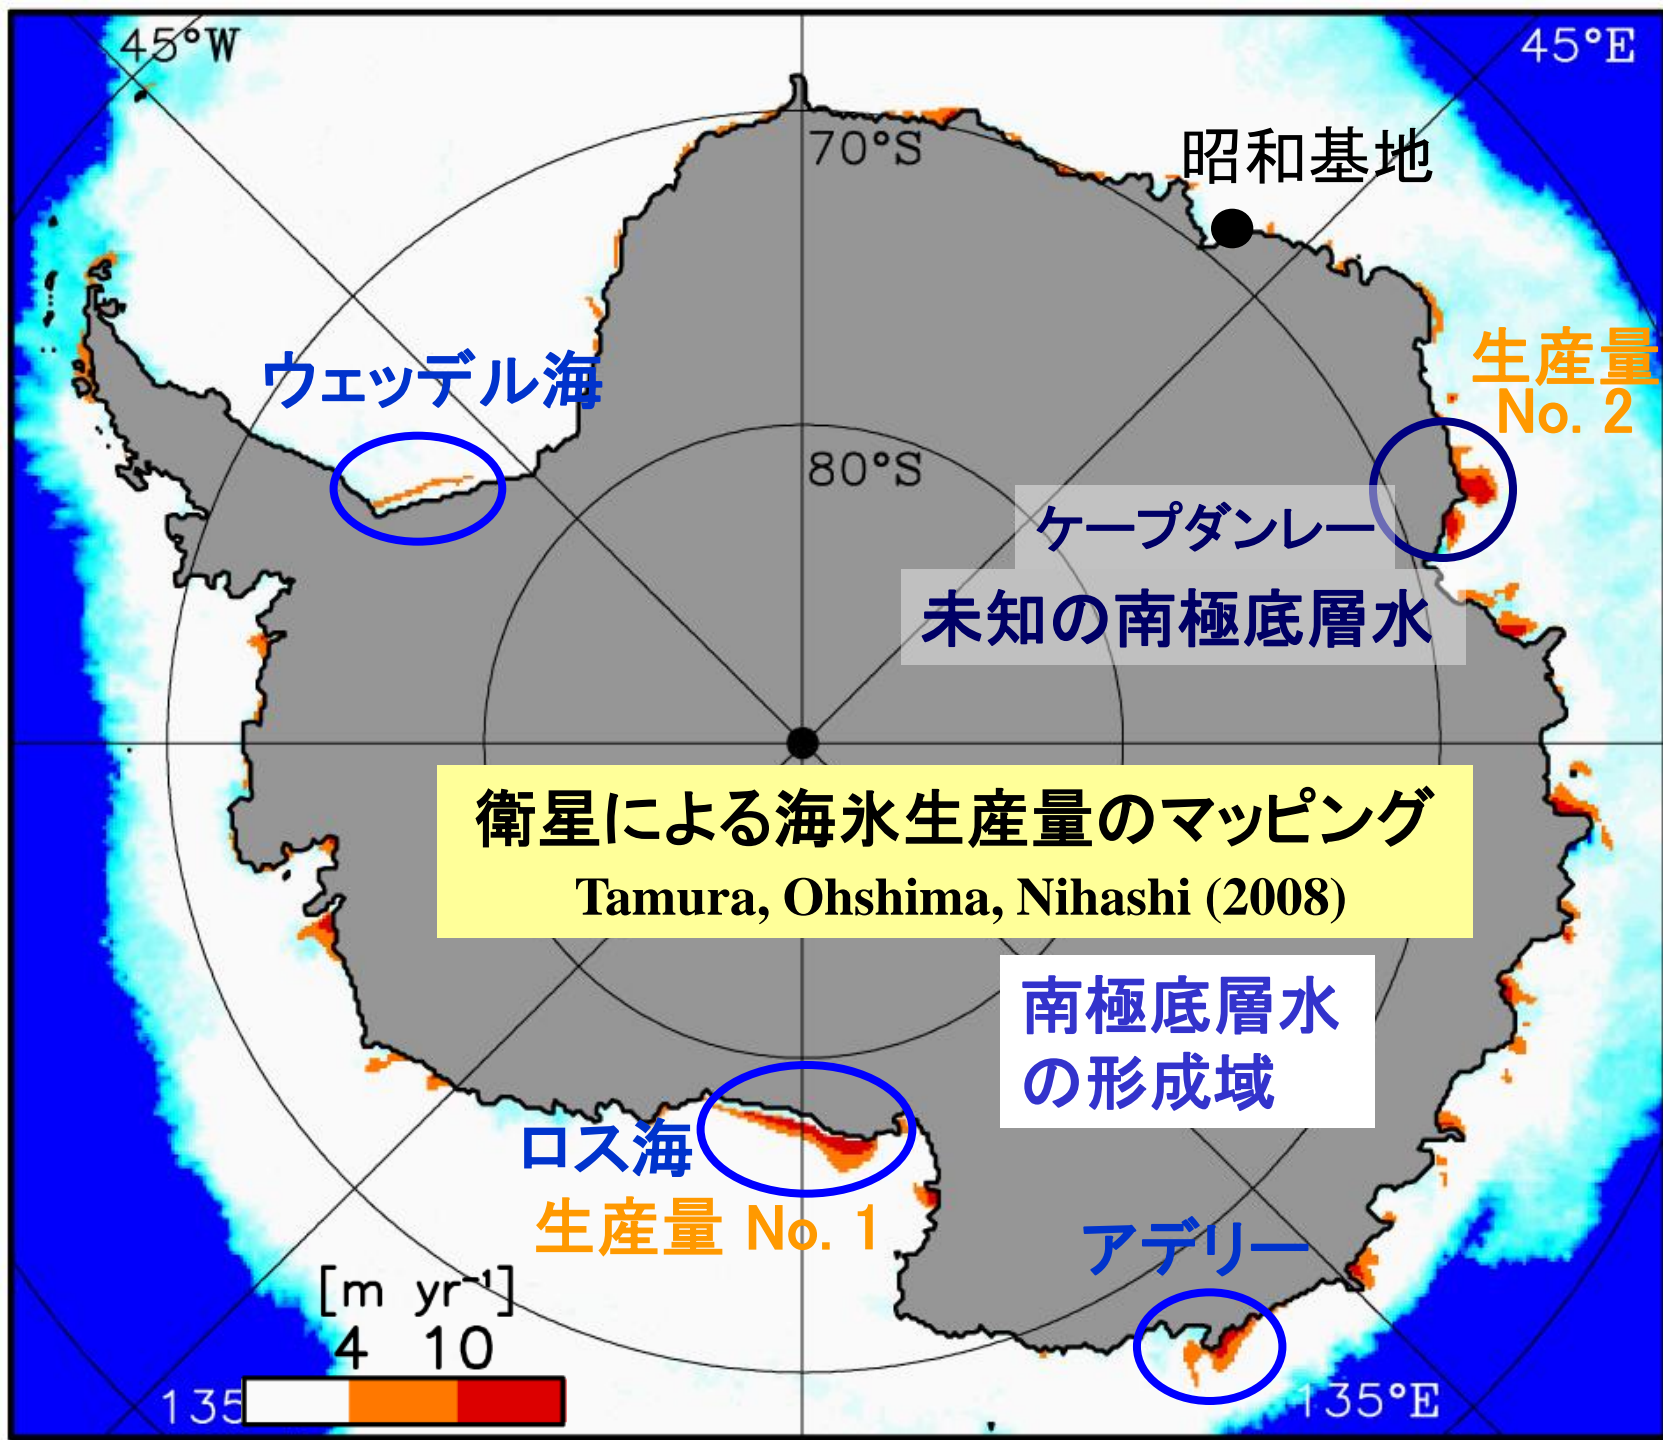 45°W
45°E
70°S
昭和基地
生産量
No. 2
ウェッデル海
80°S
ケープダンレー
未知の南極底層水
衛星による海氷生産量のマッピング
Tamura, Ohshima, Nihashi (2008)
南極底層水
の形成域
ロス海
生産量 No. 1
アデリー
[m yr⁻¹]
4 10
135
135°E